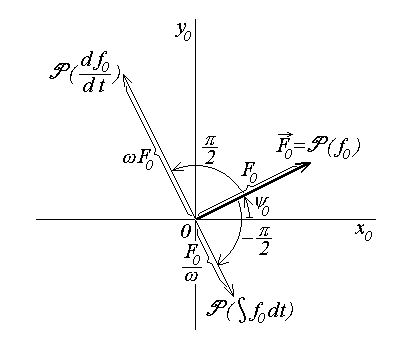 y₀
𝒫(df₀/dt)
π/2
F⃗₀=𝒫(f₀)
ωF₀
F₀
ψ₀
0
x₀
-π/2
F₀/ω
𝒫(∫f₀dt)